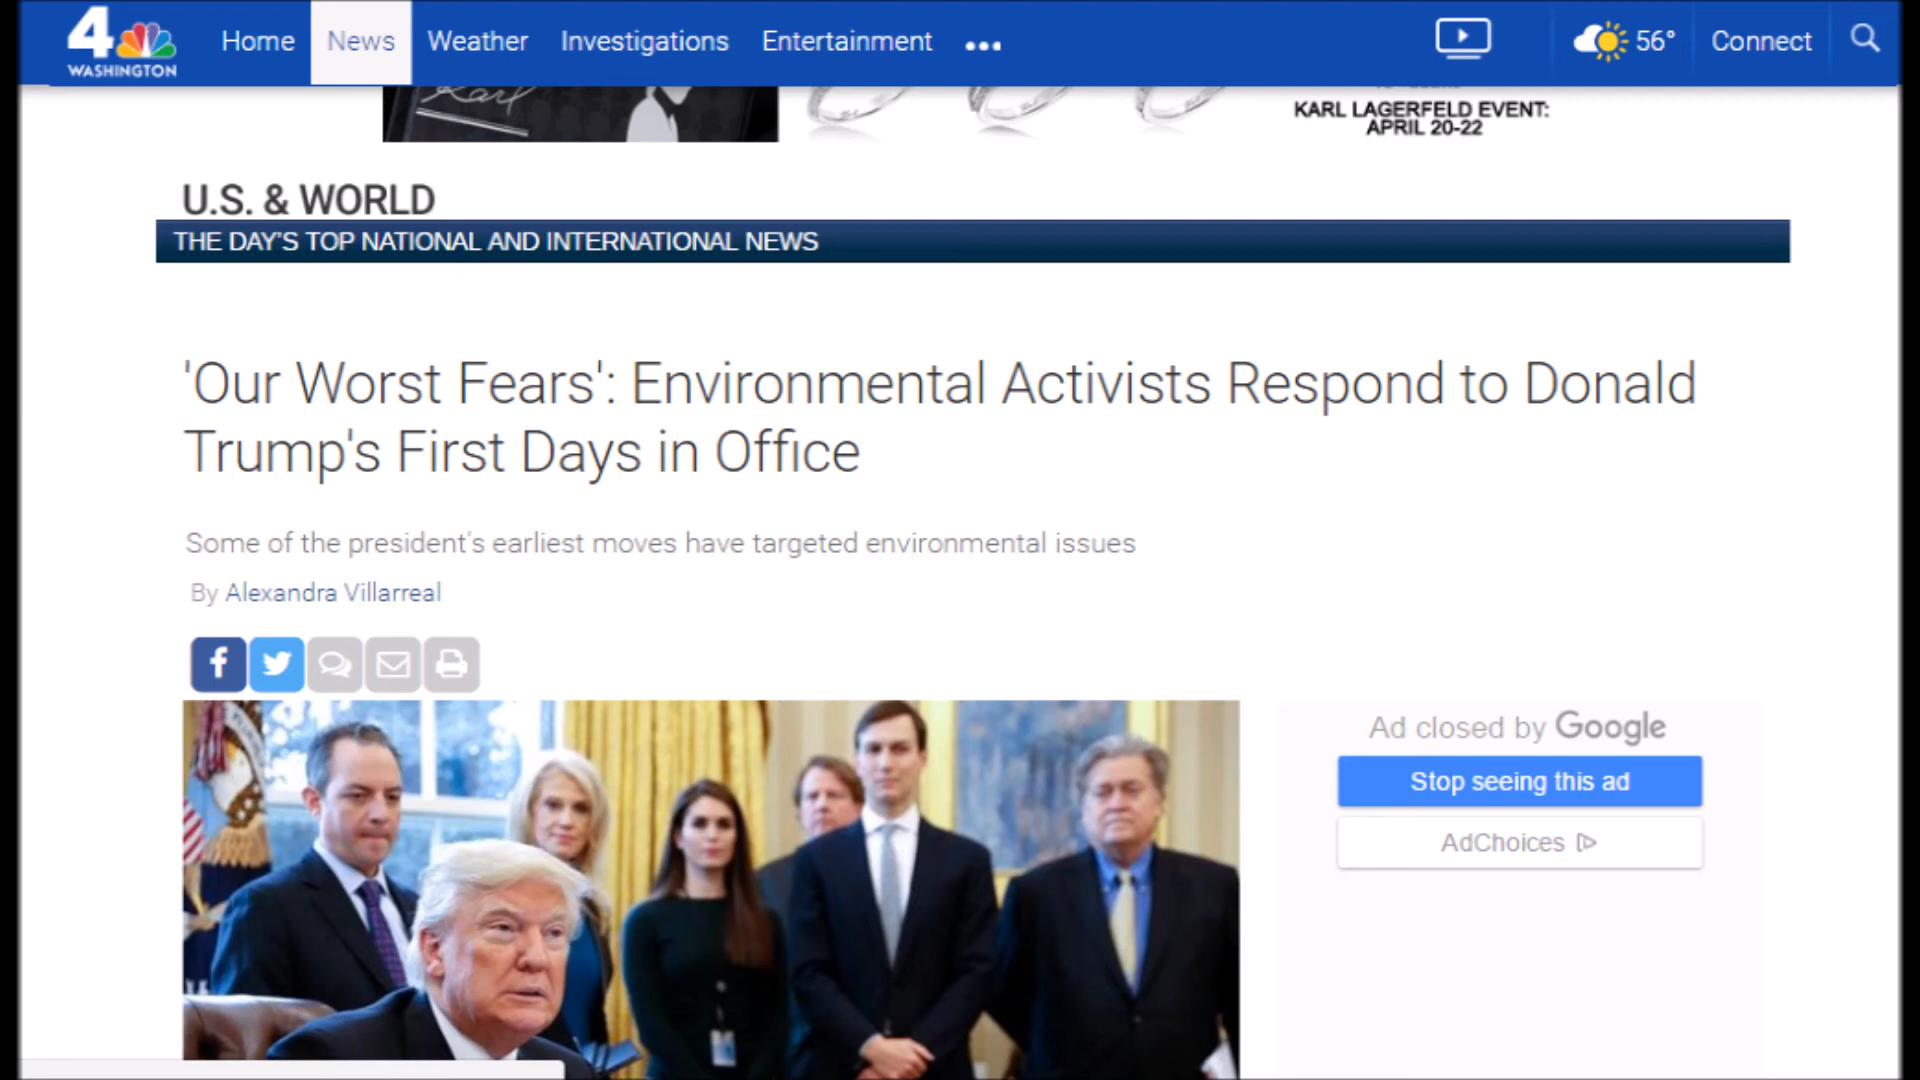 4
WASHINGTON
Home News Weather Investigations Entertainment ...
56° Connect
Karl
KARL LAGERFELD EVENT:
APRIL 20-22
U.S. & WORLD
THE DAY'S TOP NATIONAL AND INTERNATIONAL NEWS
'Our Worst Fears': Environmental Activists Respond to Donald
Trump's First Days in Office
Some of the president's earliest moves have targeted environmental issues
By Alexandra Villarreal
Ad closed by Google
Stop seeing this ad
AdChoices